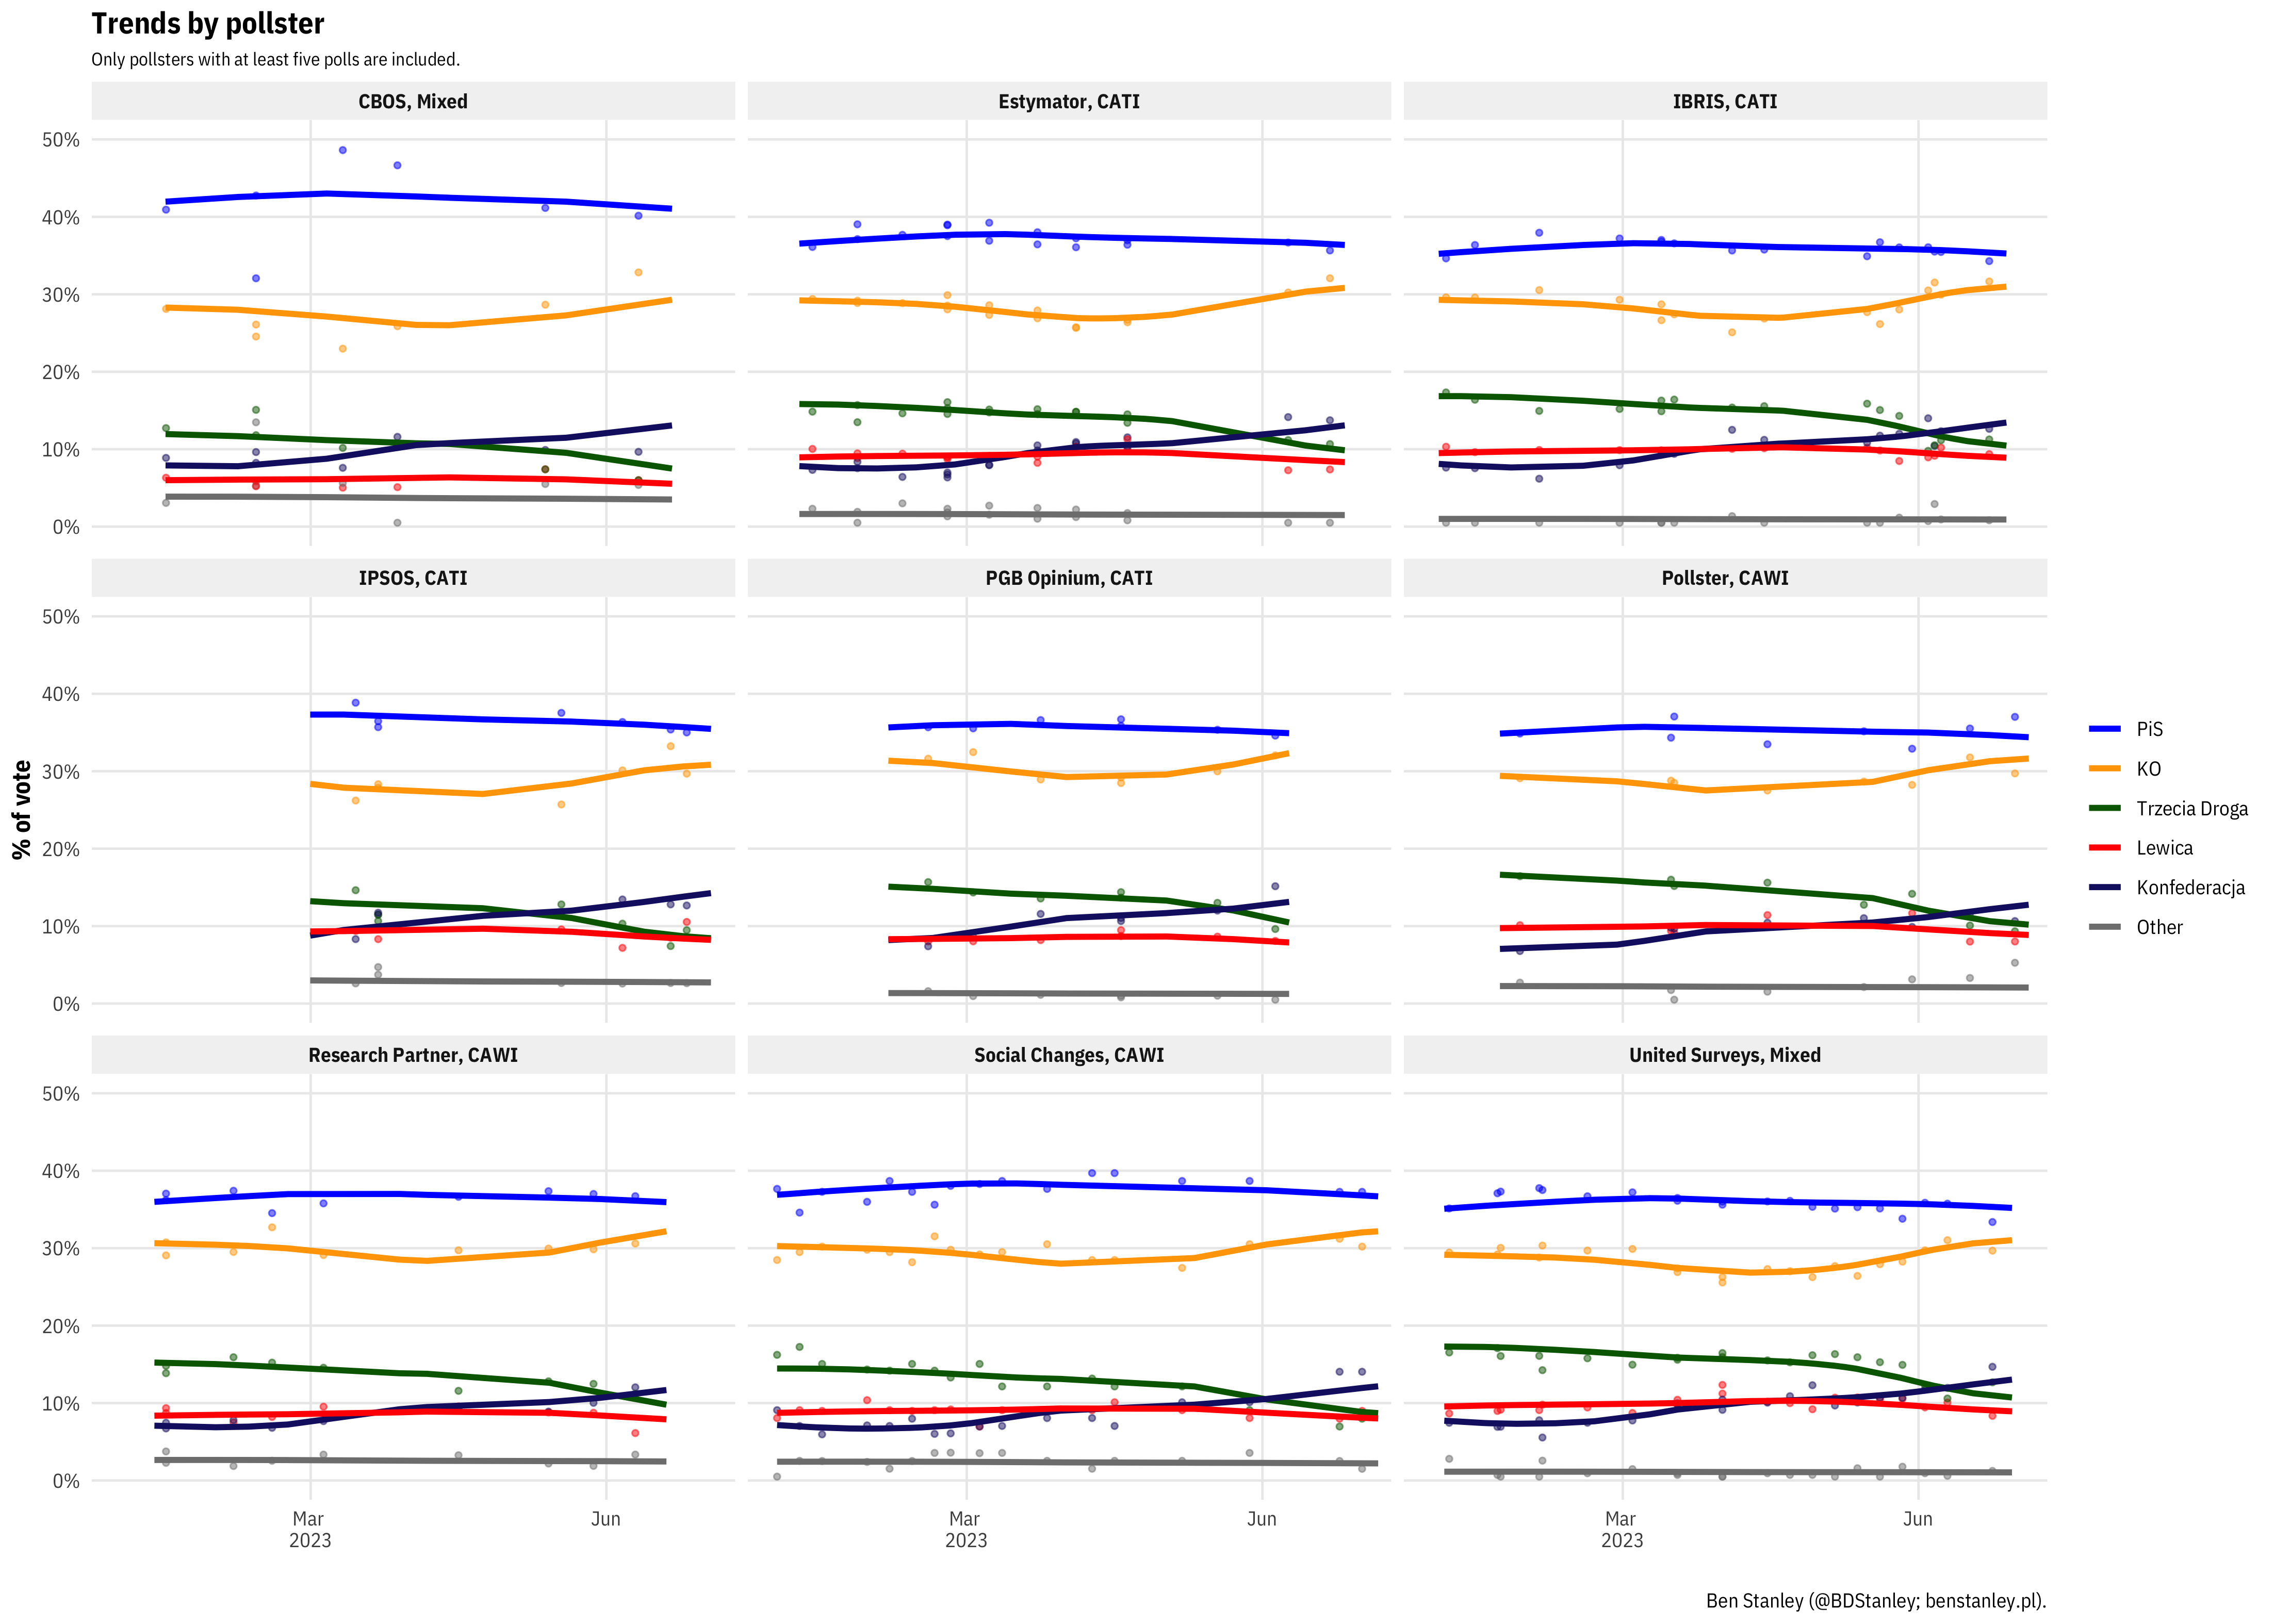 Trends by pollster
Only pollsters with at least five polls are included.
CBOS, Mixed
Estymator, CATI
IBRIS, CATI
50%
40%
30%
20%
10%
0%
IPSOS, CATI
PGB Opinium, CATI
Pollster, CAWI
50%
40%
30%
20%
10%
0%
% of vote
PiS
KO
Trzecia Droga
Lewica
Konfederacja
Other
Research Partner, CAWI
Social Changes, CAWI
United Surveys, Mixed
50%
40%
30%
20%
10%
0%
Mar
2023
Jun
Mar
2023
Jun
Mar
2023
Jun
Ben Stanley (@BDStanley; benstanley.pl).